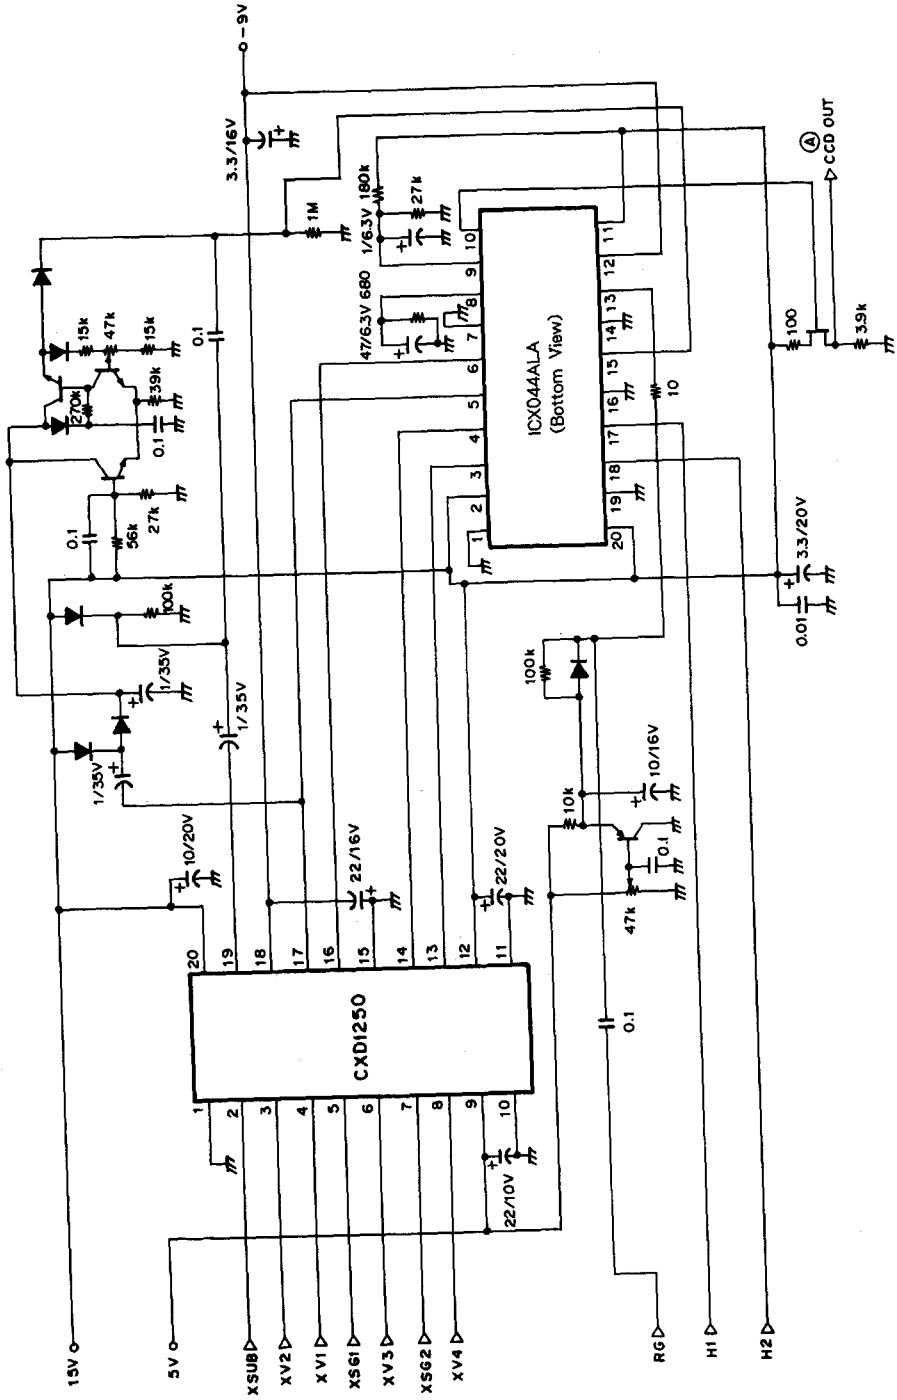 -9V
3.3/16V
+
1M
0.1
15k
47k
15k
39k
270k
0.1
27k
56k
0.1
100k
1/35V
+
1/35V
+
1/35V
+
10/20V
+
1/6.3V
+
180k
27k
47/6.3V
+
680
10
9
8
7
6
5
4
3
2
1
ICX044ALA
(Bottom View)
11
12
13
14
15
16
17
18
19
20
10
100
3.9k
A
CCD OUT
3.3/20V
+
0.01
100k
10k
10/16V
+
0.1
47k
22/16V
+
22/20V
+
20
19
18
17
16
15
14
13
12
11
CXD1250
1
2
3
4
5
6
7
8
9
10
22/10V
+
0.1
15V
5V
XSUB
XV2
XV1
XSG1
XV3
XSG2
XV4
RG
H1
H2